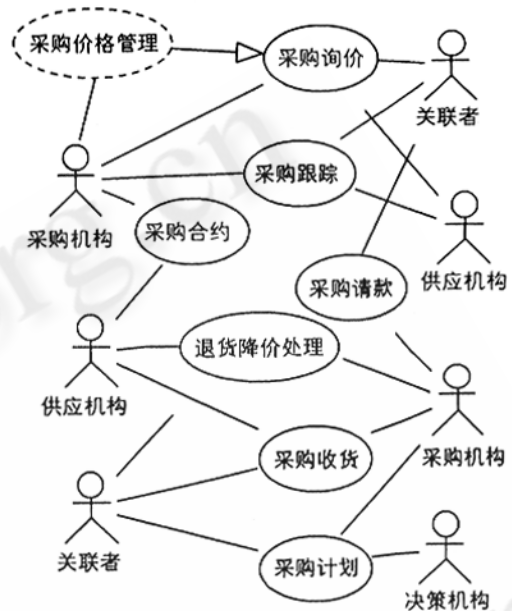 采购价格管理
采购询价
关联者
采购跟踪
采购机构
采购合约
供应机构
采购请款
退货降价处理
供应机构
采购机构
采购收货
关联者
采购计划
决策机构
org.cn